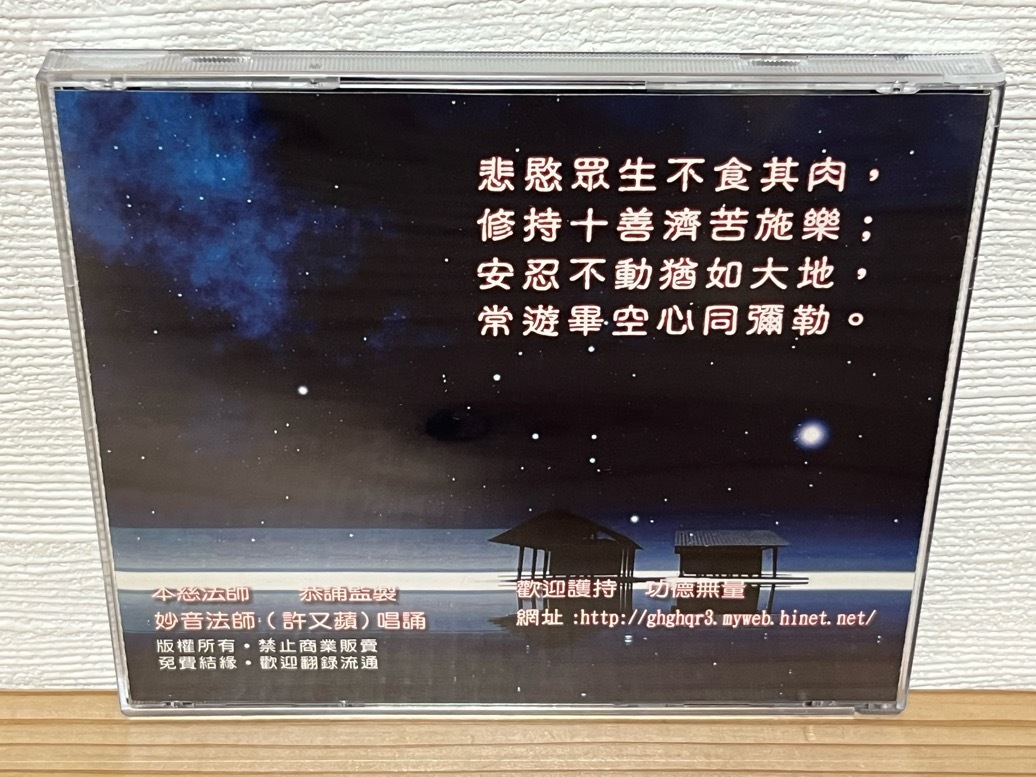 悲愍眾生不食其肉，
修持十善濟苦施樂；
安忍不動猶如大地，
常遊畢空心同彌勒。
本慈法師 恭誦監製
妙音法師（許又蘋）唱誦
版權所有・禁止商業販賣
免費結緣・歡迎翻錄流通
歡迎護持 功德無量
網址:http://ghghqr3.myweb.hinet.net/